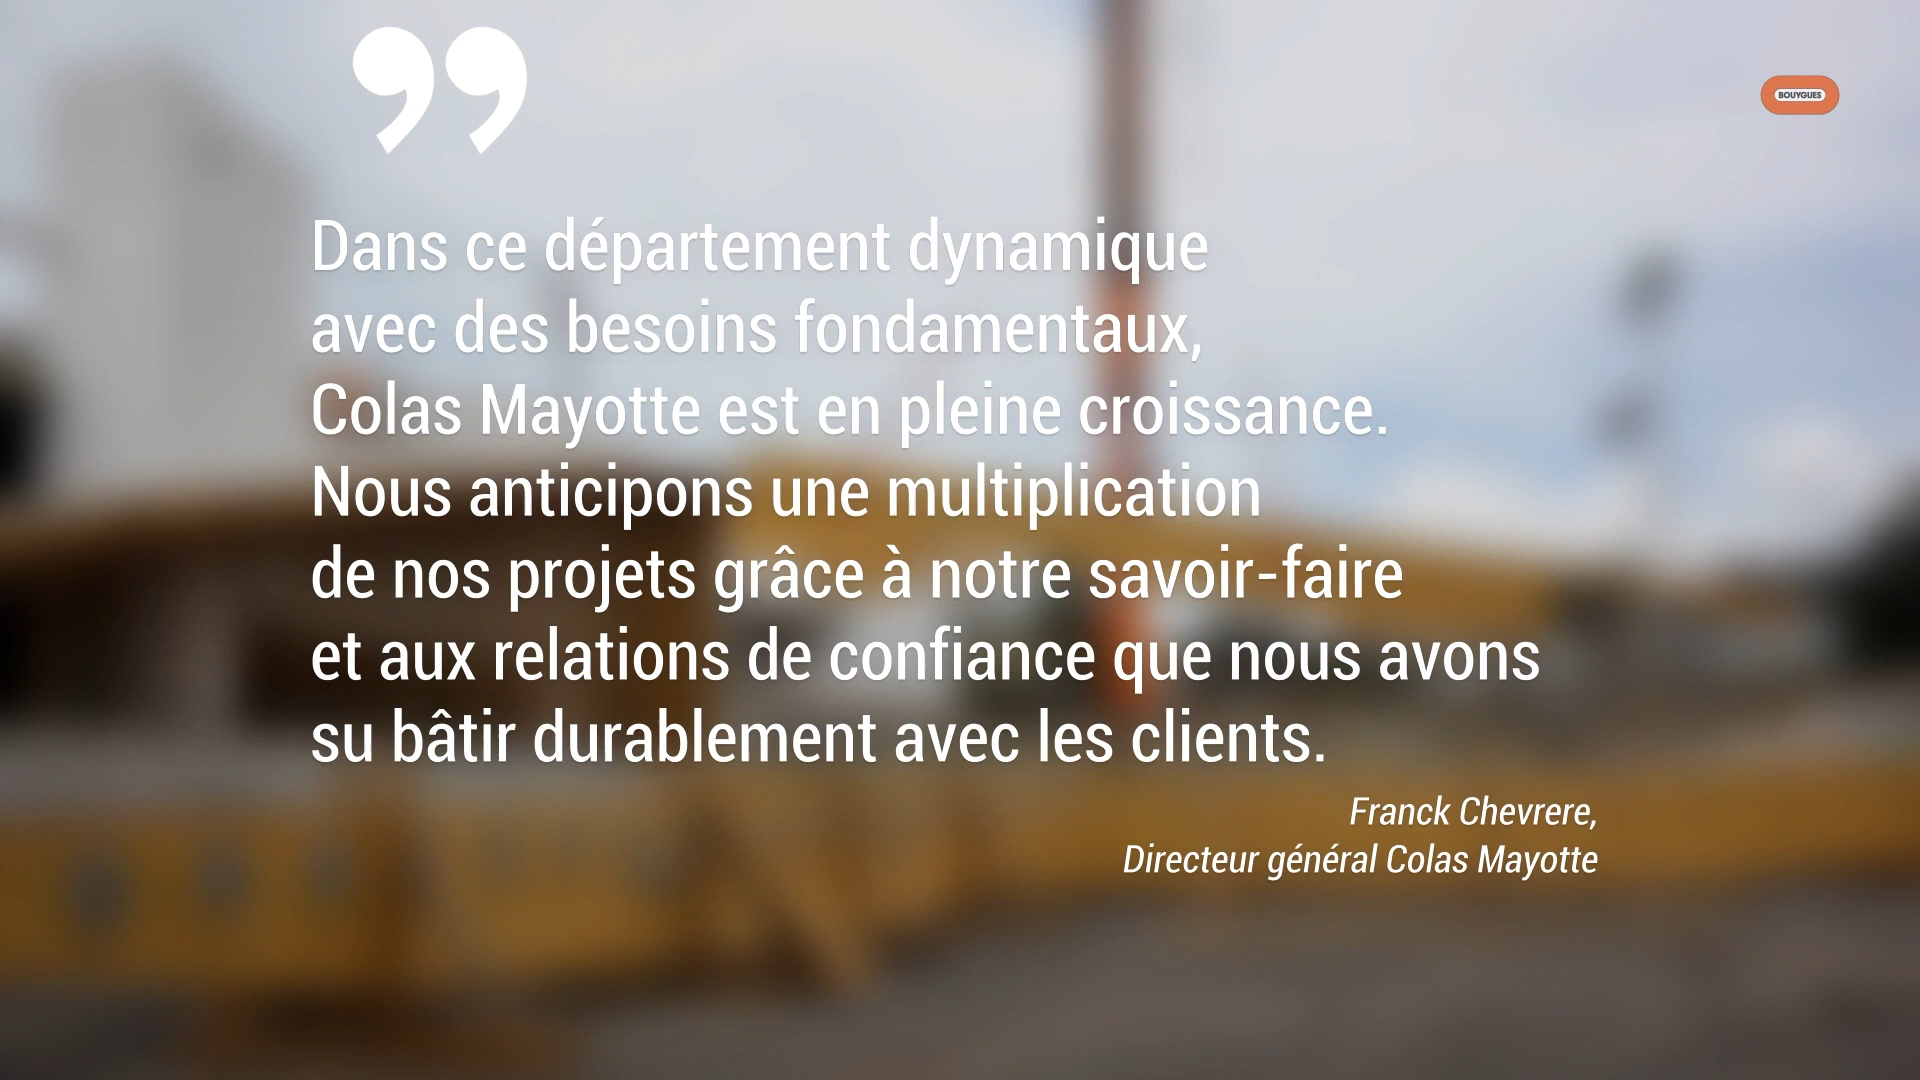 ”
BOUYGUES
Dans ce département dynamique
avec des besoins fondamentaux,
Colas Mayotte est en pleine croissance.
Nous anticipons une multiplication
de nos projets grâce à notre savoir-faire
et aux relations de confiance que nous avons
su bâtir durablement avec les clients.
Franck Chevrere,
Directeur général Colas Mayotte